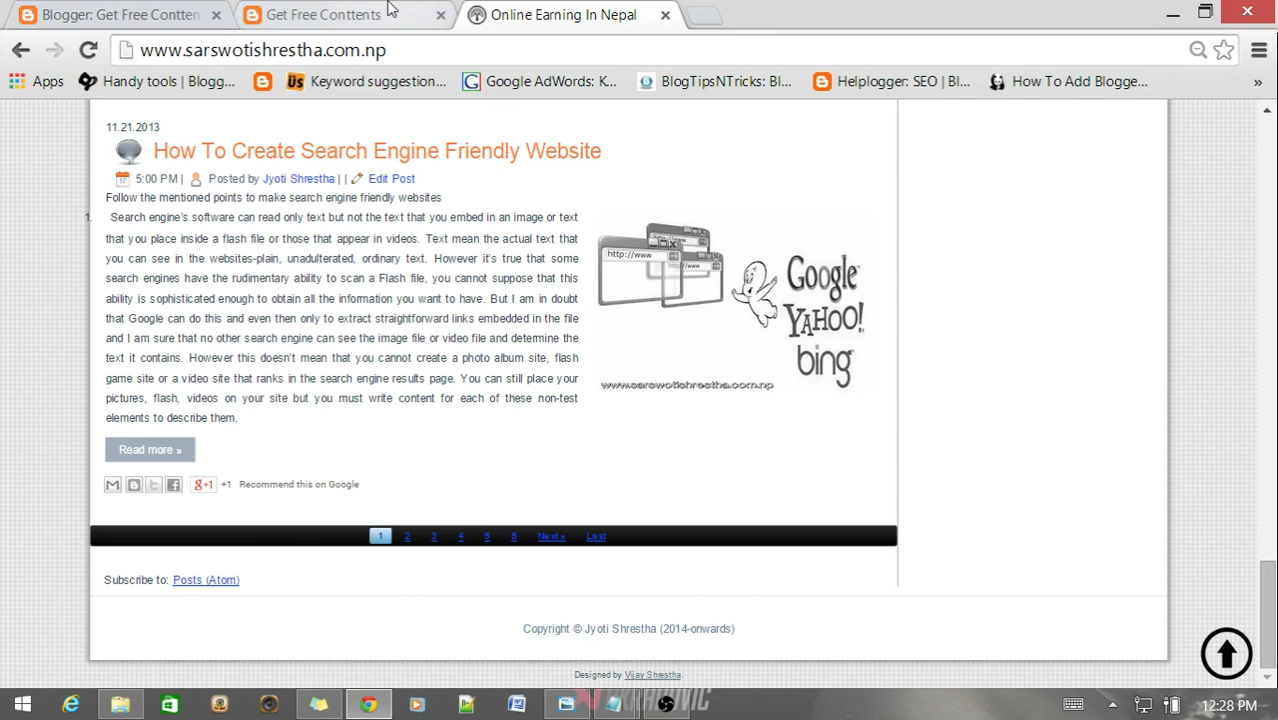 Blogger: Get Free Contten
Get Free Conttents
Online Earning In Nepal
www.sarswotishrestha.com.np
Apps
Handy tools | Blogg...
Keyword suggestion...
Google AdWords: K...
BlogTipsNTricks: Bl...
Helplogger: SEO | Bl...
How To Add Blogge...
»
11.21.2013
How To Create Search Engine Friendly Website
5:00 PM | Posted by Jyoti Shrestha | | Edit Post
Follow the mentioned points to make search engine friendly websites
1. Search engine's software can read only text but not the text that you embed in an image or text
that you place inside a flash file or those that appear in videos. Text mean the actual text that
you can see in the websites-plain, unadulterated, ordinary text. However it's true that some
search engines have the rudimentary ability to scan a Flash file, you cannot suppose that this
ability is sophisticated enough to obtain all the information you want to have. But I am in doubt
that Google can do this and even then only to extract straightforward links embedded in the file
and I am sure that no other search engine can see the image file or video file and determine the
text it contains. However this doesn't mean that you cannot create a photo album site, flash
game site or a video site that ranks in the search engine results page. You can still place your
pictures, flash, videos on your site but you must write content for each of these non-test
elements to describe them.
http://www
http://www
Google
YAHOO!
bing
www.sarswotishrestha.com.np
Read more »
g+1 +1 Recommend this on Google
1 2 3 4 5 6 Next» Last
Subscribe to: Posts (Atom)
Copyright © Jyoti Shrestha (2014-onwards)
Designed by Vijay Shrestha.
12:28 PM